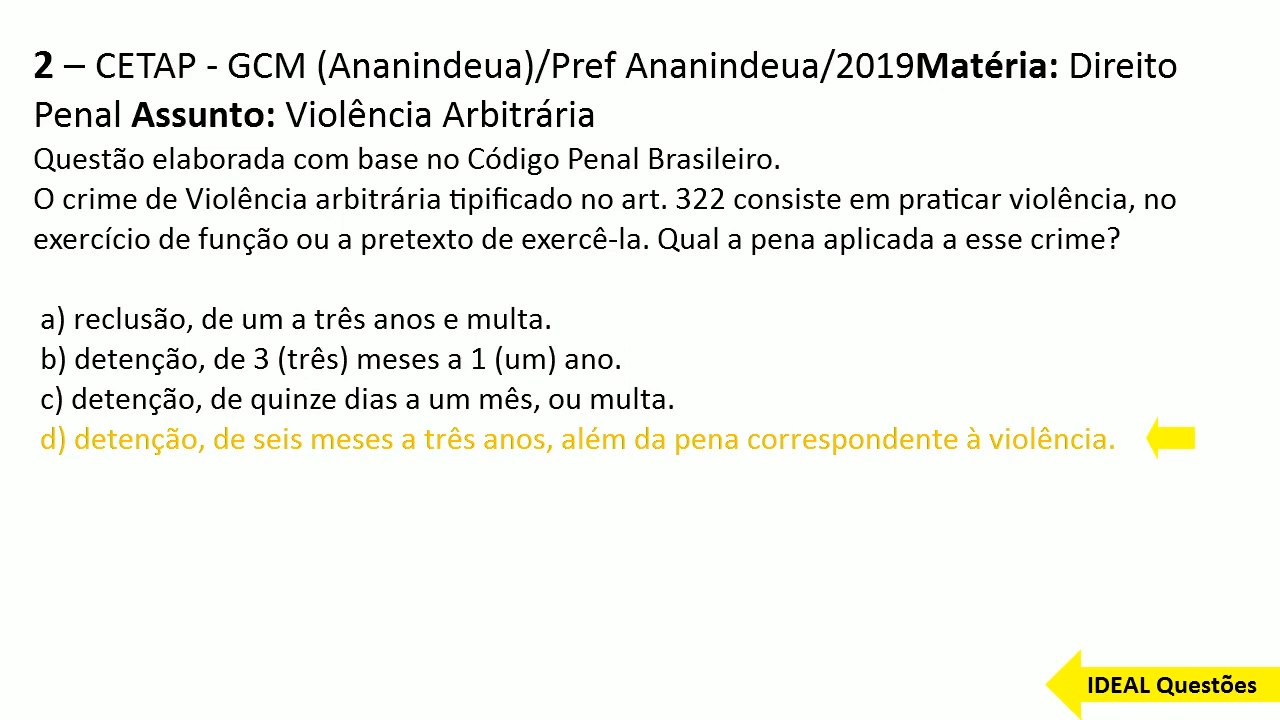 2 – CETAP - GCM (Ananindeua)/Pref Ananindeua/2019Matéria: Direito
Penal Assunto: Violência Arbitrária
Questão elaborada com base no Código Penal Brasileiro.
O crime de Violência arbitrária tipificado no art. 322 consiste em praticar violência, no
exercício de função ou a pretexto de exercê-la. Qual a pena aplicada a esse crime?
a) reclusão, de um a três anos e multa.
b) detenção, de 3 (três) meses a 1 (um) ano.
c) detenção, de quinze dias a um mês, ou multa.
d) detenção, de seis meses a três anos, além da pena correspondente à violência.
IDEAL Questões